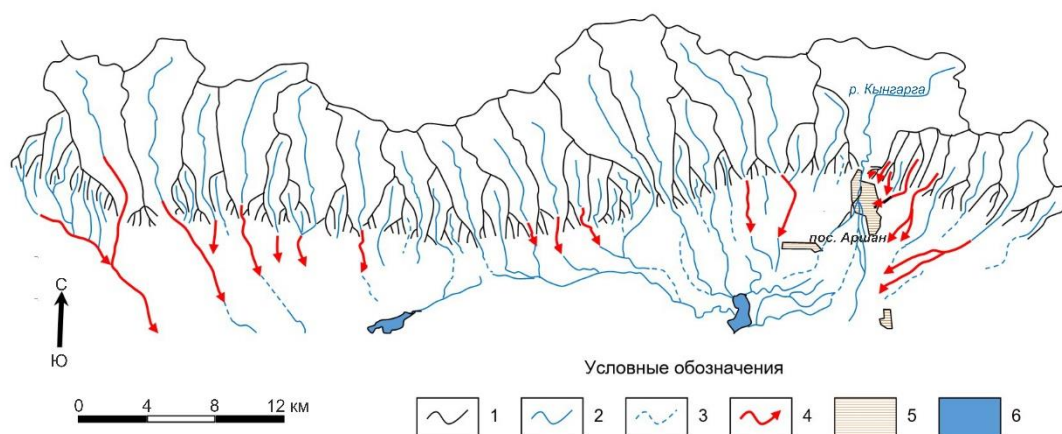 р. Кынгарга
пос. Аршан
С
Ю
Условные обозначения
0 4 8 12 км
1 2 3 4 5 6